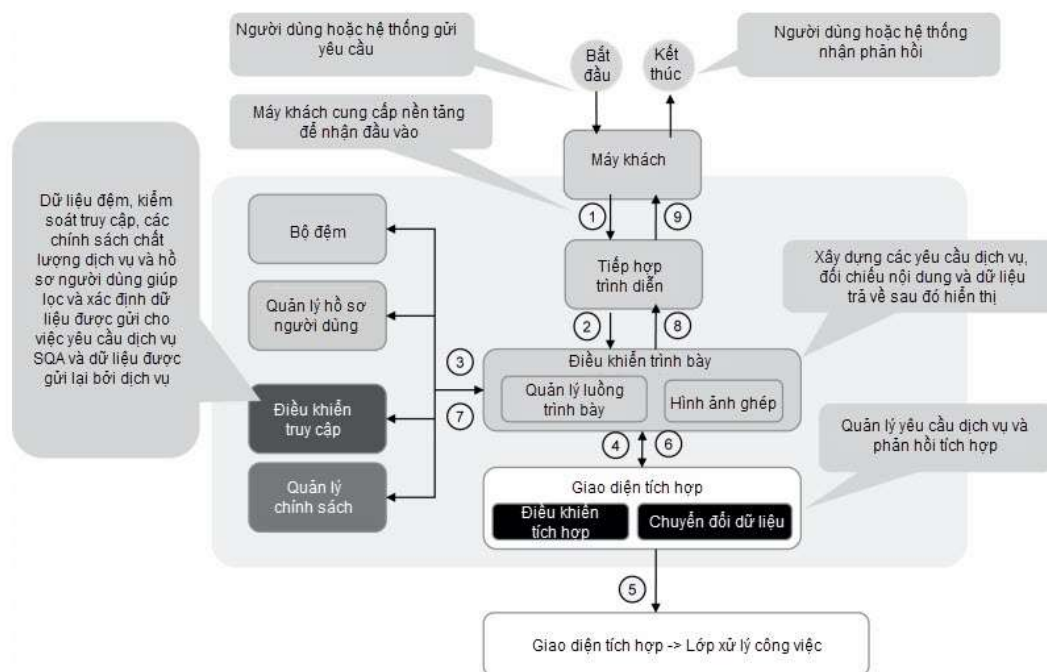 Người dùng hoặc hệ thống gửi
yêu cầu
Bắt
đầu
Kết
thúc
Người dùng hoặc hệ thống
nhận phản hồi
Máy khách cung cấp nền tăng
để nhận đầu vào
Máy khách
Dữ liệu đệm, kiểm
soát truy cập, các
chính sách chất
lượng dịch vụ và hồ
sơ người dùng giúp
lọc và xác định dữ
liệu được gửi cho
việc yêu cầu dịch vụ
SQA và dữ liệu được
gửi lại bởi dịch vụ
1
9
Bộ đệm
Tiếp hợp
trình diễn
Xây dựng các yêu cầu dịch vụ,
đối chiếu nội dung và dữ liệu
trả về sau đó hiển thị
Quản lý hồ sơ
người dùng
2
8
3
Điều khiển trình bày
Quản lý luồng
trình bày
Hình ảnh ghép
7
Điều khiển
truy cập
4
6
Quản lý yêu cầu dịch vụ và
phản hồi tích hợp
Quản lý
chính sách
Giao diện tích hợp
Điều khiển
tích hợp
Chuyển đổi dữ liệu
5
Giao diện tích hợp -> Lớp xử lý công việc